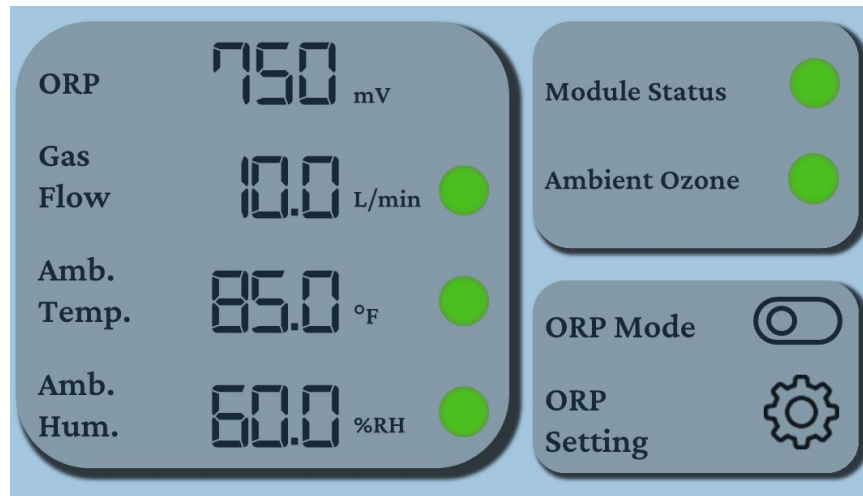 ORP 750 mV
Gas
Flow 10.0 L/min
Amb.
Temp. 85.0 °F
Amb.
Hum. 60.0 %RH
Module Status
Ambient Ozone
ORP Mode
ORP
Setting